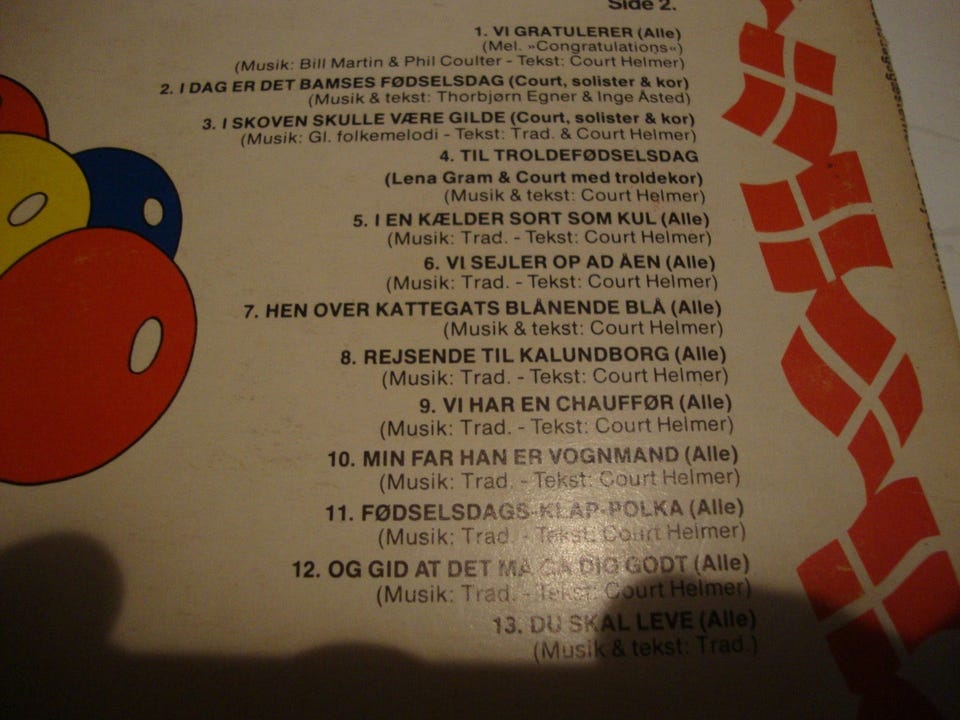 Side 2.
1. VI GRATULERER (Alle)
(Mel. »Congratulations«)
(Musik: Bill Martin & Phil Coulter - Tekst: Court Helmer)
2. I DAG ER DET BAMSES FØDSELSDAG (Court, solister & kor)
(Musik & tekst: Thorbjørn Egner & Inge Åsted)
3. I SKOVEN SKULLE VÆRE GILDE (Court, solister & kor)
(Musik: Gl. folkemelodi - Tekst: Trad. & Court Helmer)
4. TIL TROLDEFØDSELSDAG
(Lena Gram & Court med troldekor)
(Musik & tekst: Court Helmer)
5. I EN KÆLDER SORT SOM KUL (Alle)
(Musik: Trad. - Tekst: Court Helmer)
6. VI SEJLER OP AD ÅEN (Alle)
(Musik: Trad. - Tekst: Court Helmer)
7. HEN OVER KATTEGATS BLÅNENDE BLÅ (Alle)
(Musik & tekst: Court Helmer)
8. REJSENDE TIL KALUNDBORG (Alle)
(Musik: Trad. - Tekst: Court Helmer)
9. VI HAR EN CHAUFFØR (Alle)
(Musik: Trad. - Tekst: Court Helmer)
10. MIN FAR HAN ER VOGNMAND (Alle)
(Musik: Trad. - Tekst: Court Helmer)
11. FØDSELSDAGS-KLAP-POLKA (Alle)
(Musik: Trad. - Tekst: Court Helmer)
12. OG GID AT DET MÅ GÅ DIG GODT (Alle)
(Musik: Trad. - Tekst: Court Helmer)
13. DU SKAL LEVE (Alle)
(Musik & tekst: Trad.)